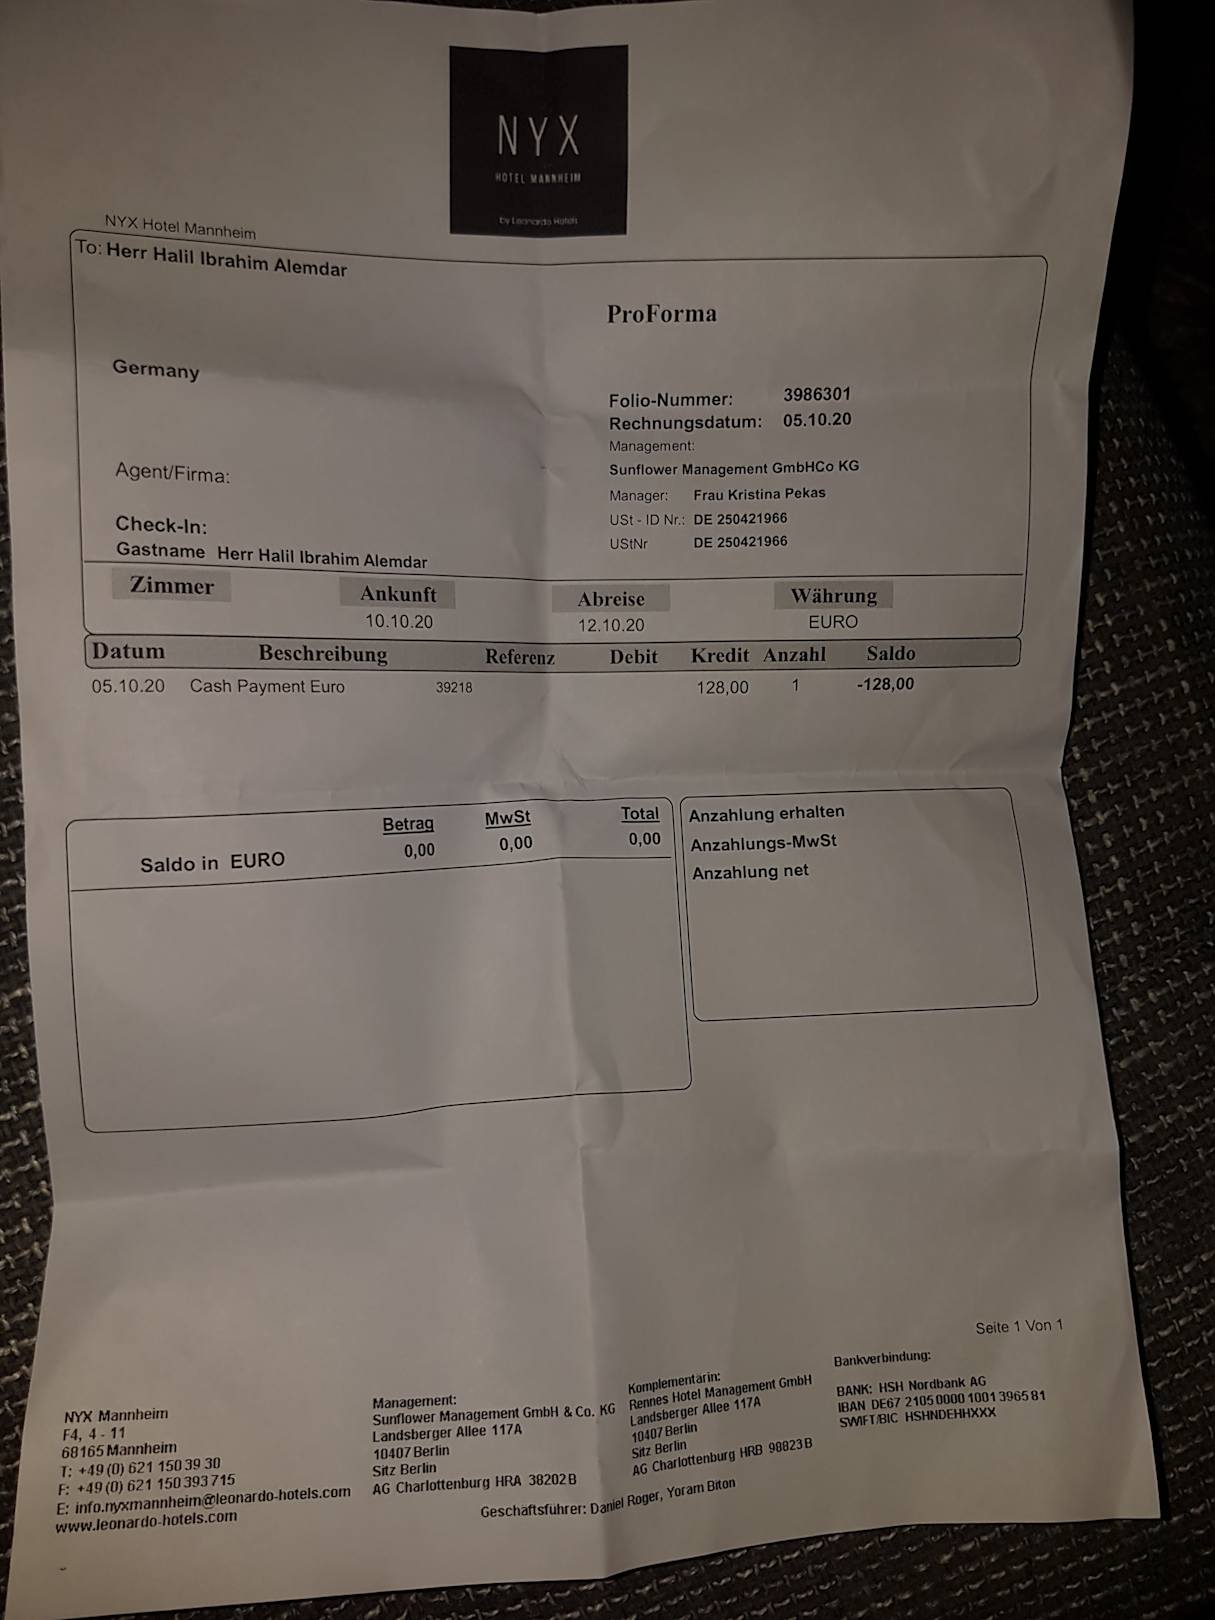 NYX
HOTEL MANNHEIM
by Leonardo Hotels
NYX Hotel Mannheim
To: Herr Halil Ibrahim Alemdar
ProForma
Germany
Folio-Nummer: 3986301
Rechnungsdatum: 05.10.20
Management:
Agent/Firma:
Sunflower Management GmbHCo KG
Manager: Frau Kristina Pekas
Check-In:
USt - ID Nr.: DE 250421966
Gastname Herr Halil Ibrahim Alemdar
UStNr DE 250421966
Zimmer Ankunft Abreise Währung
10.10.20 12.10.20 EURO
Datum Beschreibung Referenz Debit Kredit Anzahl Saldo
05.10.20 Cash Payment Euro 39218 128,00 1 -128,00
Betrag MwSt Total
Saldo in EURO 0,00 0,00 0,00
Anzahlung erhalten
Anzahlungs-MwSt
Anzahlung net
Seite 1 Von 1
NYX Mannheim
F4, 4 - 11
68165 Mannheim
T: +49 (0) 621 150 39 30
F: +49 (0) 621 150 393 715
E: info.nyxmannheim@leonardo-hotels.com
www.leonardo-hotels.com
Management:
Sunflower Management GmbH & Co. KG
Landsberger Allee 117A
10407 Berlin
Sitz Berlin
AG Charlottenburg HRA 38202 B
Komplementärin:
Rennes Hotel Management GmbH
Landsberger Allee 117A
10407 Berlin
Sitz Berlin
AG Charlottenburg HRB 98823 B
Bankverbindung:
BANK: HSH Nordbank AG
IBAN DE67 2105 0000 1001 3965 81
SWIFT/BIC HSHNDEHHXXX
Geschäftsführer: Daniel Roger, Yoram Biton